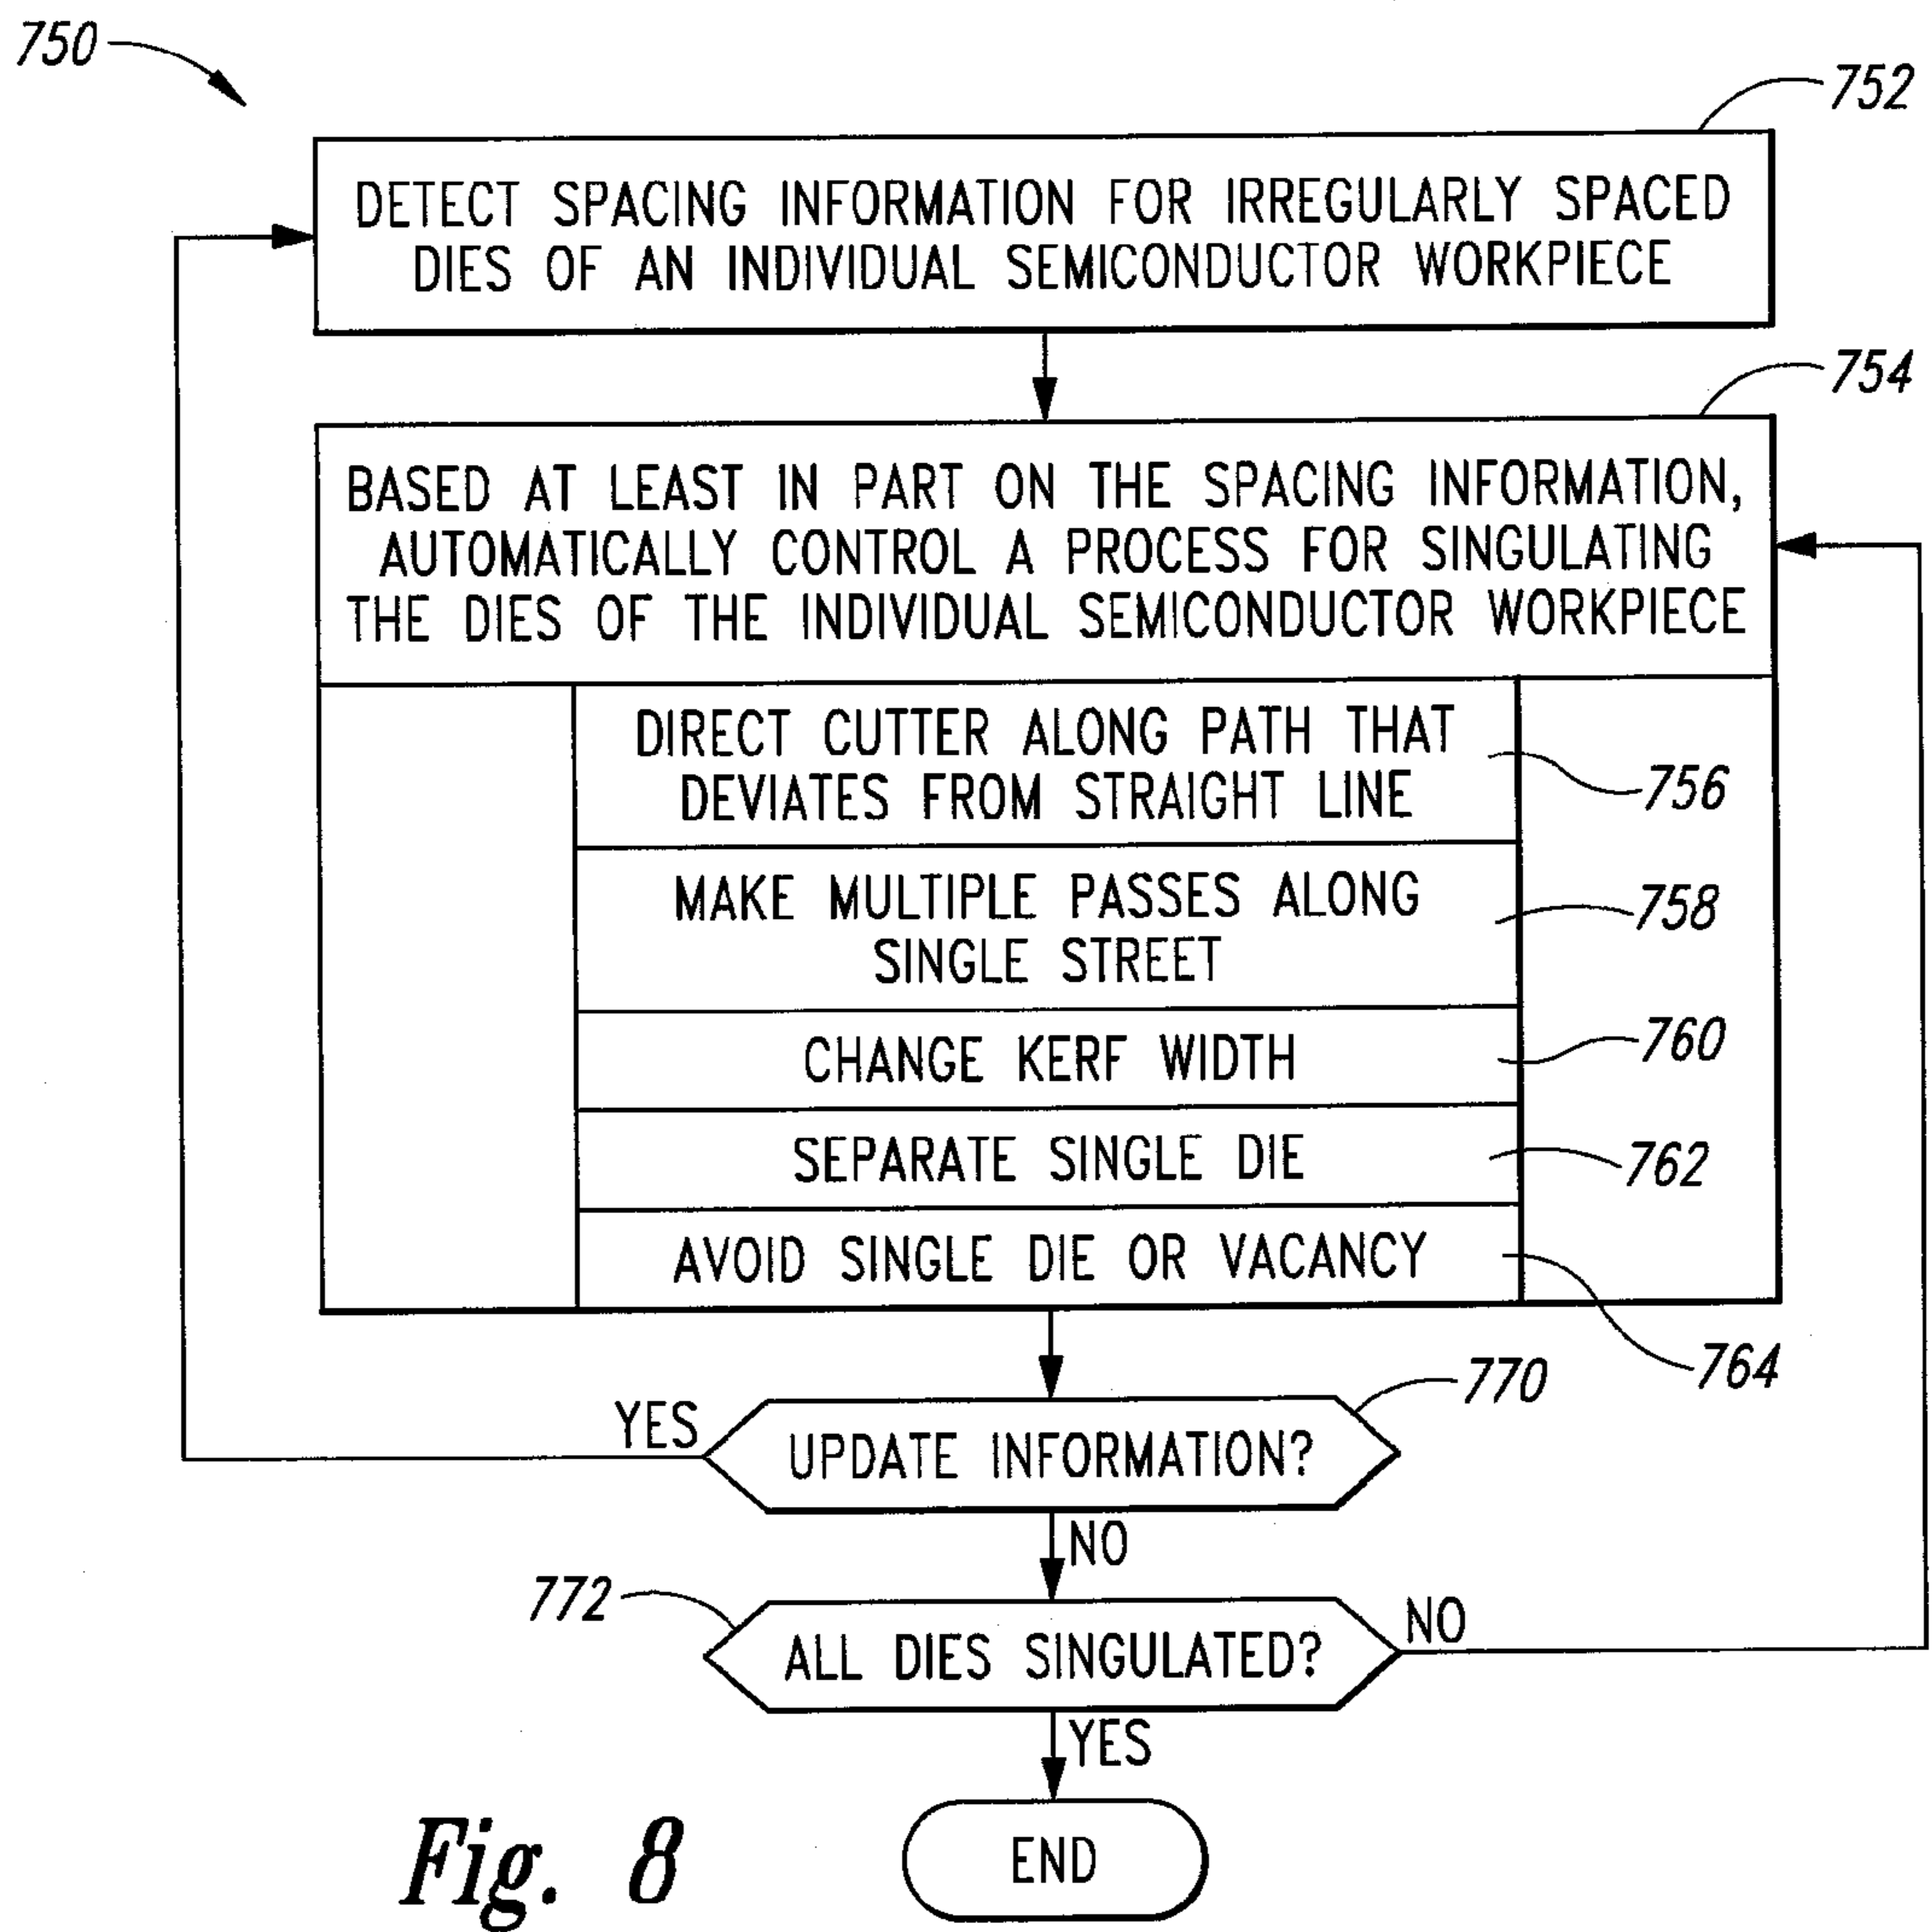 750
752
DETECT SPACING INFORMATION FOR IRREGULARLY SPACED
DIES OF AN INDIVIDUAL SEMICONDUCTOR WORKPIECE
754
BASED AT LEAST IN PART ON THE SPACING INFORMATION,
AUTOMATICALLY CONTROL A PROCESS FOR SINGULATING
THE DIES OF THE INDIVIDUAL SEMICONDUCTOR WORKPIECE
DIRECT CUTTER ALONG PATH THAT
DEVIATES FROM STRAIGHT LINE
756
MAKE MULTIPLE PASSES ALONG
SINGLE STREET
758
CHANGE KERF WIDTH
760
SEPARATE SINGLE DIE
762
AVOID SINGLE DIE OR VACANCY
764
770
YES
UPDATE INFORMATION?
NO
772
ALL DIES SINGULATED?
NO
YES
END
Fig. 8